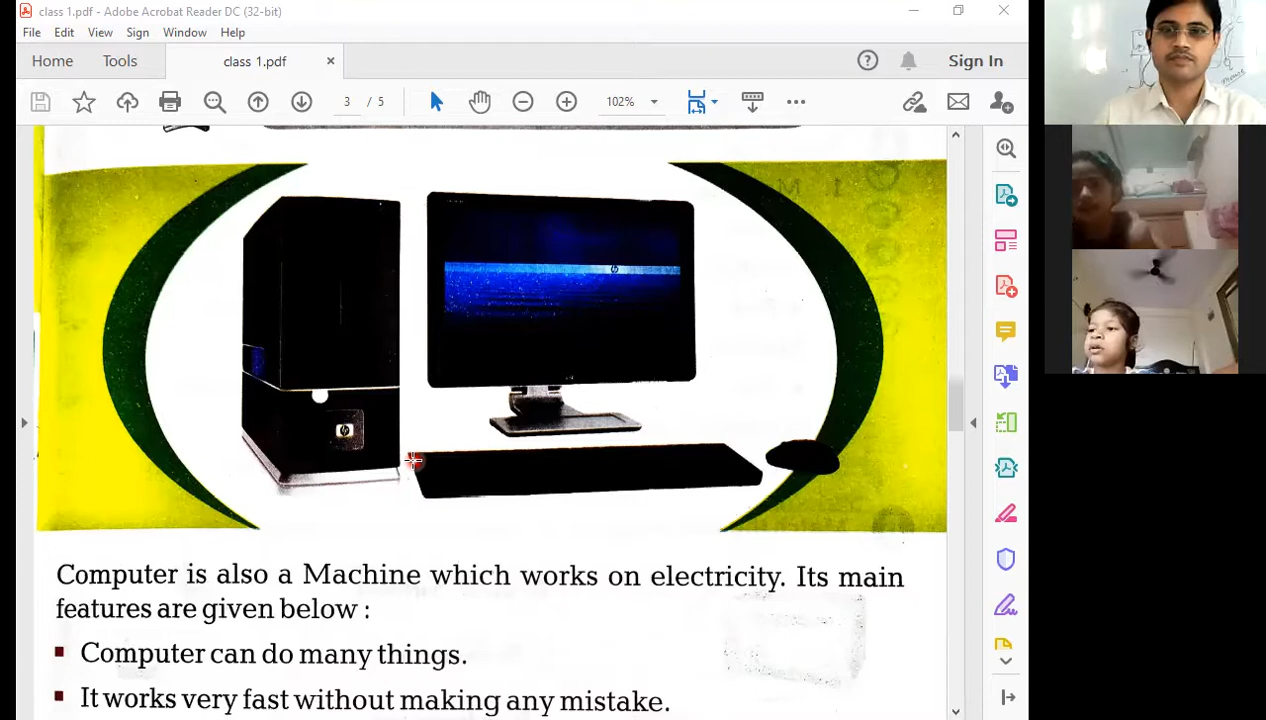 class 1.pdf - Adobe Acrobat Reader DC (32-bit)
File Edit View Sign Window Help
Home Tools class 1.pdf × Sign In
3 / 5 102%
Computer is also a Machine which works on electricity. Its main
features are given below :
▪ Computer can do many things.
▪ It works very fast without making any mistake.